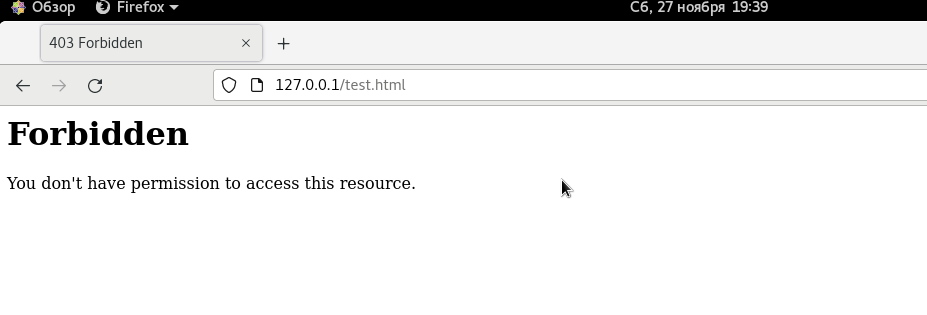 Обзор Firefox Сб, 27 ноября 19:39
403 Forbidden
127.0.0.1/test.html
Forbidden
You don't have permission to access this resource.